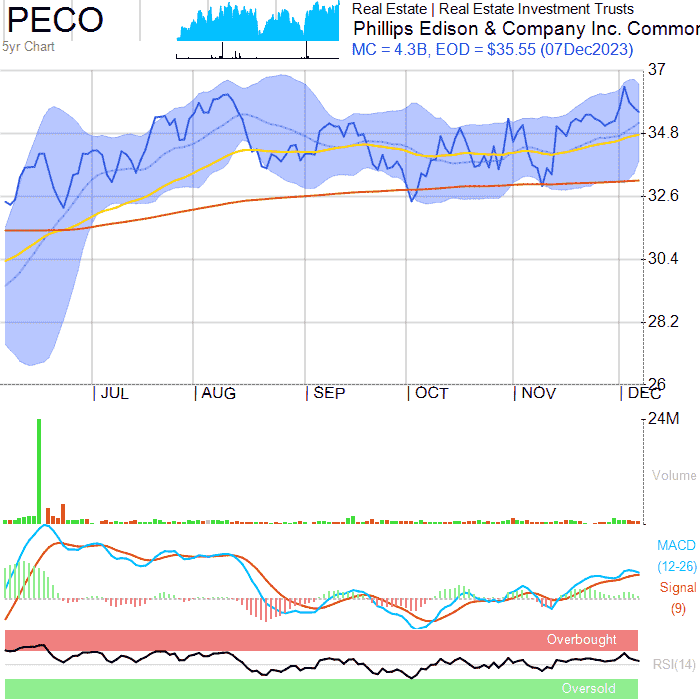 PECO
5yr Chart
Real Estate | Real Estate Investment Trusts
Phillips Edison & Company Inc. Common
MC = 4.3B, EOD = $35.55 (07Dec2023)
37
34.8
32.6
30.4
28.2
26
JUL AUG SEP OCT NOV DEC
24M
Volume
MACD
(12-26)
Signal
(9)
Overbought
RSI(14)
Oversold